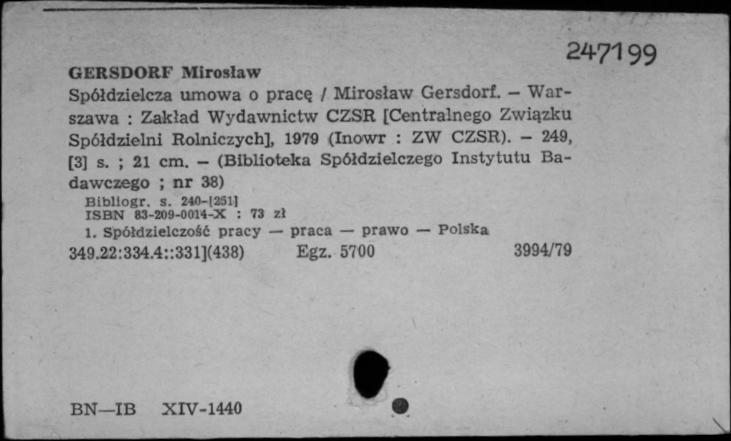 247199
GERSDORF Mirosław
Spółdzielcza umowa o pracę / Mirosław Gersdorf. — War-
szawa : Zakład Wydawnictw CZSR [Centralnego Związku
Spółdzielni Rolniczych], 1979 (Inowr : ZW CZSR). — 249,
[3] s. ; 21 cm. — (Biblioteka Spółdzielczego Instytutu Ba-
dawczego ; nr 38)
Bibliogr. s. 240-[251]
ISBN 83-209-0014-X : 73 zł
1. Spółdzielczość pracy — praca — prawo — Polska
349.22:334.4::331](438) Egz. 5700 3994/79
BN—IB XIV-1440